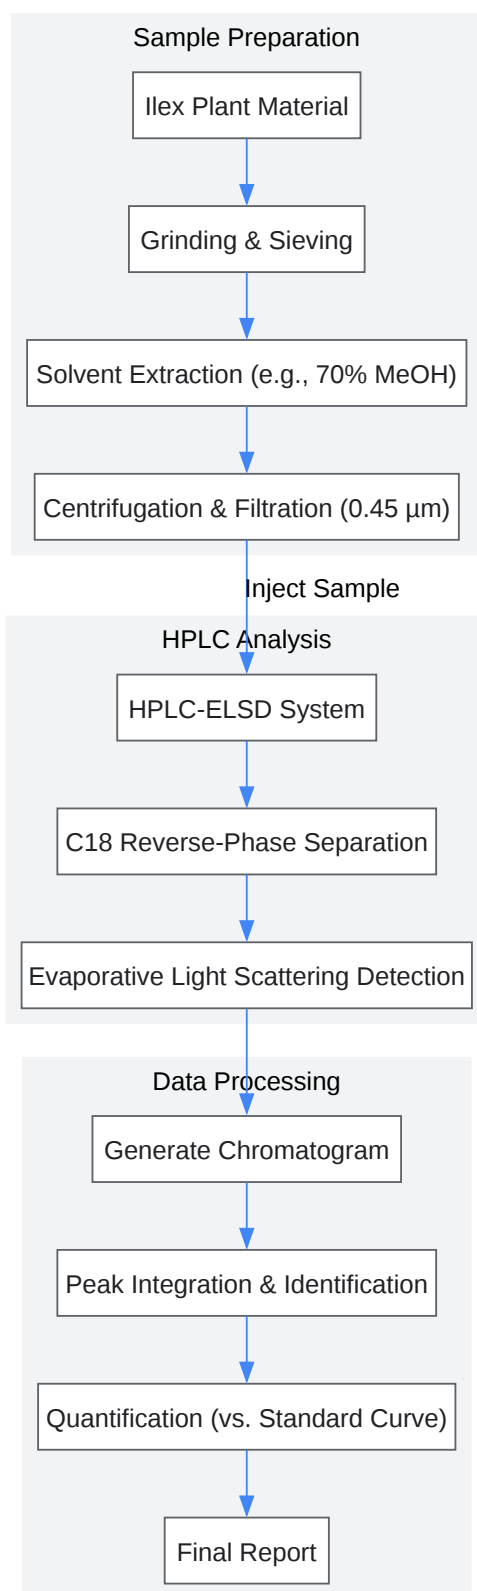 Sample Preparation
Ilex Plant Material
Grinding & Sieving
Solvent Extraction (e.g., 70% MeOH)
Centrifugation & Filtration (0.45 µm)
Inject Sample
HPLC Analysis
HPLC-ELSD System
C18 Reverse-Phase Separation
Evaporative Light Scattering Detection
Data Processing
Generate Chromatogram
Peak Integration & Identification
Quantification (vs. Standard Curve)
Final Report